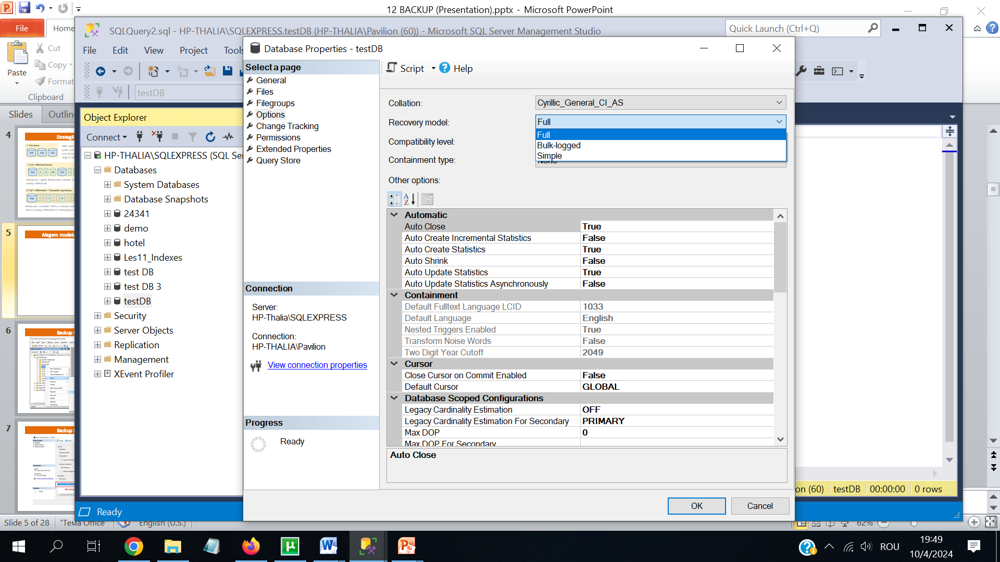 12 BACKUP (Presentation).pptx - Microsoft PowerPoint
File
Home
SQLQuery2.sql - HP-THALIA\SQLEXPRESS.testDB (HP-THALIA\Pavilion (60)) - Microsoft SQL Server Management Studio
Quick Launch (Ctrl+Q)
File Edit View Project Tools
Paste
Cut
Copy
Format
Clipboard
testDB
Slides
Outline
4
5
6
7
Object Explorer
Connect
HP-THALIA\SQLEXPRESS (SQL Se
Databases
System Databases
Database Snapshots
24341
demo
hotel
Les11_Indexes
test DB
test DB 3
testDB
Security
Server Objects
Replication
Management
XEvent Profiler
Database Properties - testDB
Select a page
General
Files
Filegroups
Options
Change Tracking
Permissions
Extended Properties
Query Store
Connection
Server:
HP-Thalia\SQLEXPRESS
Connection:
HP-THALIA\Pavilion
View connection properties
Progress
Ready
Script
Help
Collation: Cyrillic_General_CI_AS
Recovery model: Full
Full
Bulk-logged
Simple
Compatibility level:
Containment type: None
Other options:
Automatic
Auto Close True
Auto Create Incremental Statistics False
Auto Create Statistics True
Auto Shrink False
Auto Update Statistics True
Auto Update Statistics Asynchronously False
Containment
Default Fulltext Language LCID 1033
Default Language English
Nested Triggers Enabled True
Transform Noise Words False
Two Digit Year Cutoff 2049
Cursor
Close Cursor on Commit Enabled False
Default Cursor GLOBAL
Database Scoped Configurations
Legacy Cardinality Estimation OFF
Legacy Cardinality Estimation For Secondary PRIMARY
Max DOP 0
Max DOP For Secondary
Auto Close
OK Cancel
on (60) testDB 00:00:00 0 rows
Ready
Slide 5 of 28 "Тема Office English (U.S.) 62%
ROU
19:49
10/4/2024